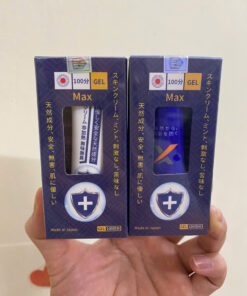 100分 GEL
Max
スキンクリーム、ミント、刺激なし、苦味なし
天然成分、安全、無害、肌に優しい
Made in Japan
100分 GEL
Max
スキンクリーム、ミント、刺激なし、苦味なし
天然成分、安全、無害、肌に優しい
Made in Japan